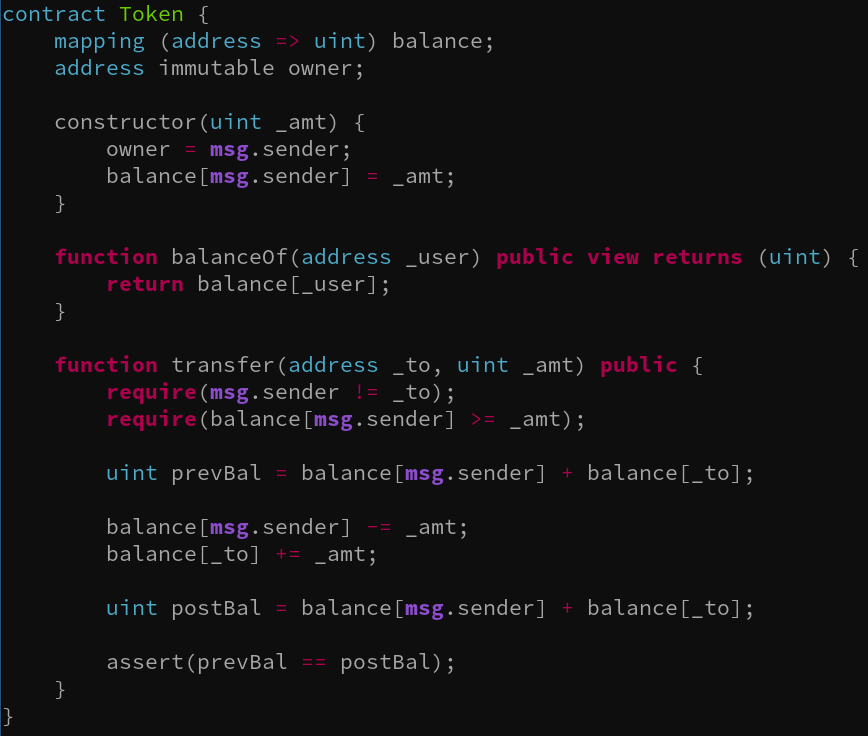 contract Token {
    mapping (address => uint) balance;
    address immutable owner;

    constructor(uint _amt) {
        owner = msg.sender;
        balance[msg.sender] = _amt;
    }

    function balanceOf(address _user) public view returns (uint) {
        return balance[_user];
    }

    function transfer(address _to, uint _amt) public {
        require(msg.sender != _to);
        require(balance[msg.sender] >= _amt);

        uint prevBal = balance[msg.sender] + balance[_to];

        balance[msg.sender] -= _amt;
        balance[_to] += _amt;

        uint postBal = balance[msg.sender] + balance[_to];

        assert(prevBal == postBal);
    }
}